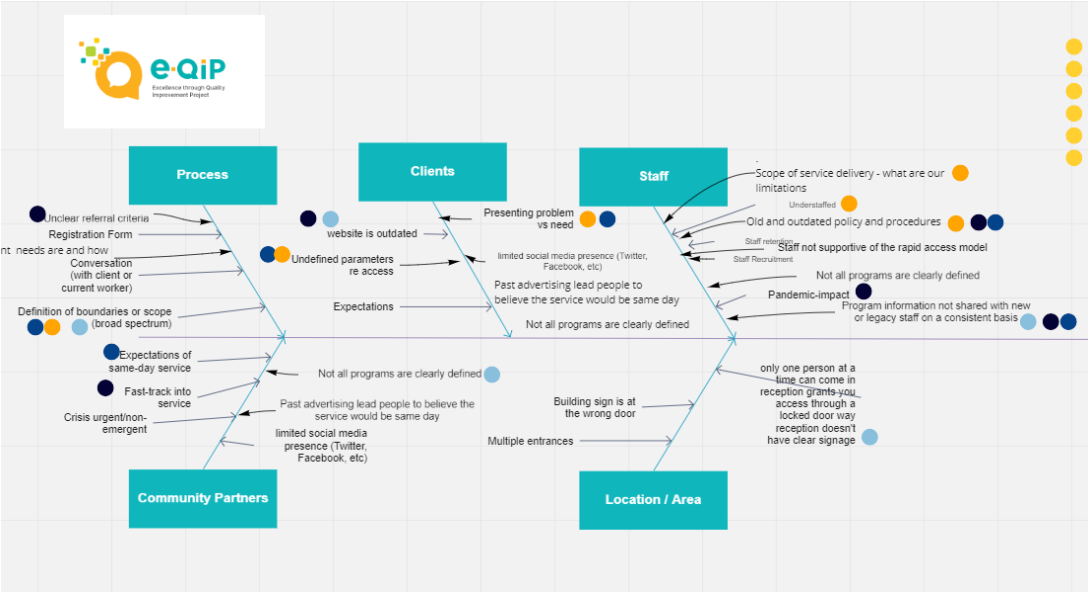 e-QiP
Excellence through Quality
Improvement Project
Process
Clients
Staff
Unclear referral criteria
Registration Form
nt needs are and how
Conversation
(with client or
current worker)
Definition of boundaries or scope
(broad spectrum)
Presenting problem
vs need
website is outdated
Undefined parameters
re access
limited social media presence (Twitter,
Facebook, etc)
Past advertising lead people to
believe the service would be same day
Expectations
Not all programs are clearly defined
Scope of service delivery - what are our
limitations
Understaffed
Old and outdated policy and procedures
Staff retention
Staff not supportive of the rapid access model
Staff Recruitment
Not all programs are clearly defined
Pandemic-impact
Program information not shared with new
or legacy staff on a consistent basis
Expectations of
same-day service
Not all programs are clearly defined
Fast-track into
service
Past advertising lead people to believe the
service would be same day
Crisis urgent/non-
emergent
limited social media
presence (Twitter,
Facebook, etc)
only one person at a
time can come in
reception grants you
access through a
locked door way
reception doesn't
have clear signage
Building sign is at
the wrong door
Multiple entrances
Community Partners
Location / Area